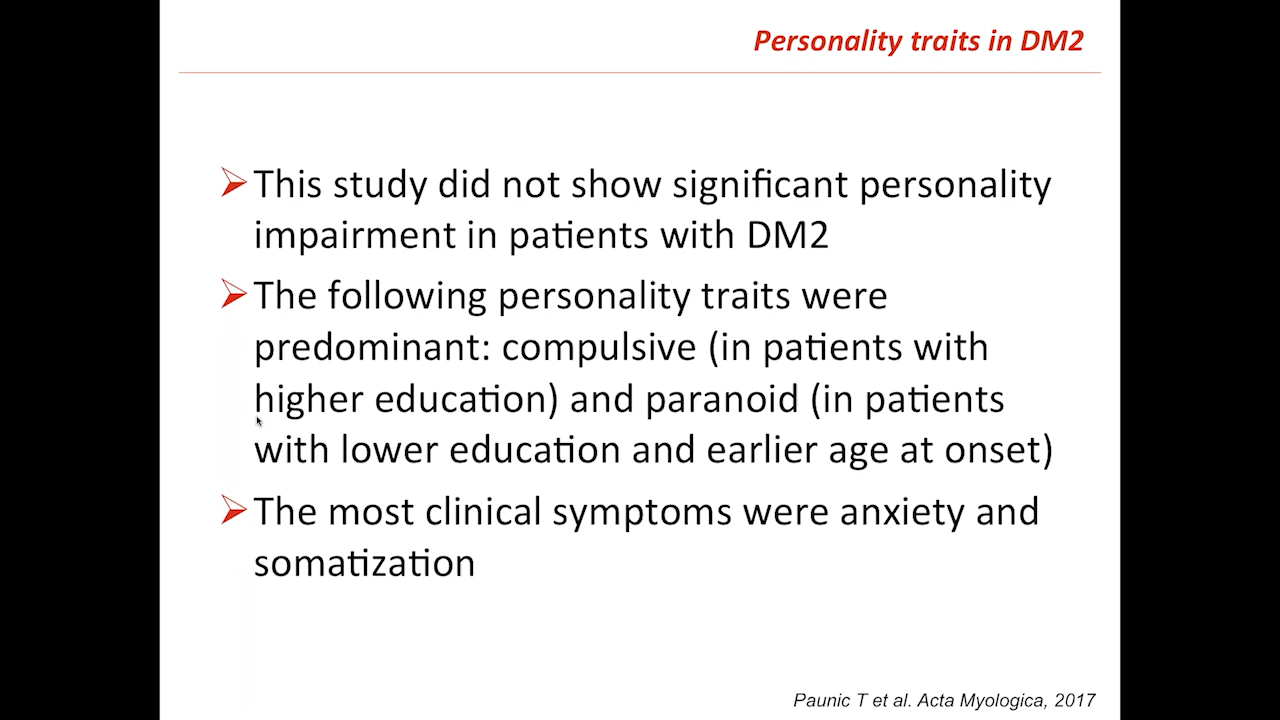 Personality traits in DM2
This study did not show significant personality
impairment in patients with DM2
The following personality traits were
predominant: compulsive (in patients with
higher education) and paranoid (in patients
with lower education and earlier age at onset)
The most clinical symptoms were anxiety and
somatization
Paunic T et al. Acta Myologica, 2017